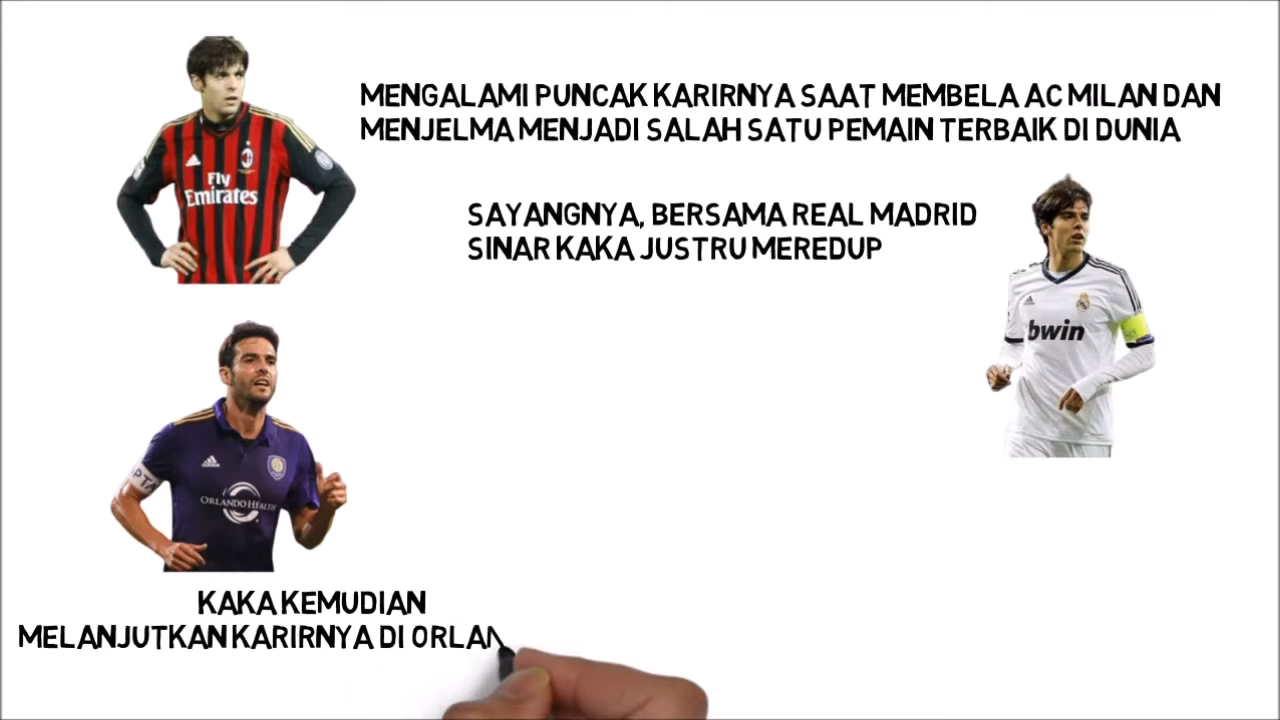 MENGALAMI PUNCAK KARIRNYA SAAT MEMBELA AC MILAN DAN
MENJELMA MENJADI SALAH SATU PEMAIN TERBAIK DI DUNIA
Fly
Emirates
SAYANGNYA, BERSAMA REAL MADRID
SINAR KAKA JUSTRU MEREDUP
bwin
ORLANDO HEALTH
KAKA KEMUDIAN
MELANJUTKAN KARIRNYA DI ORLAN